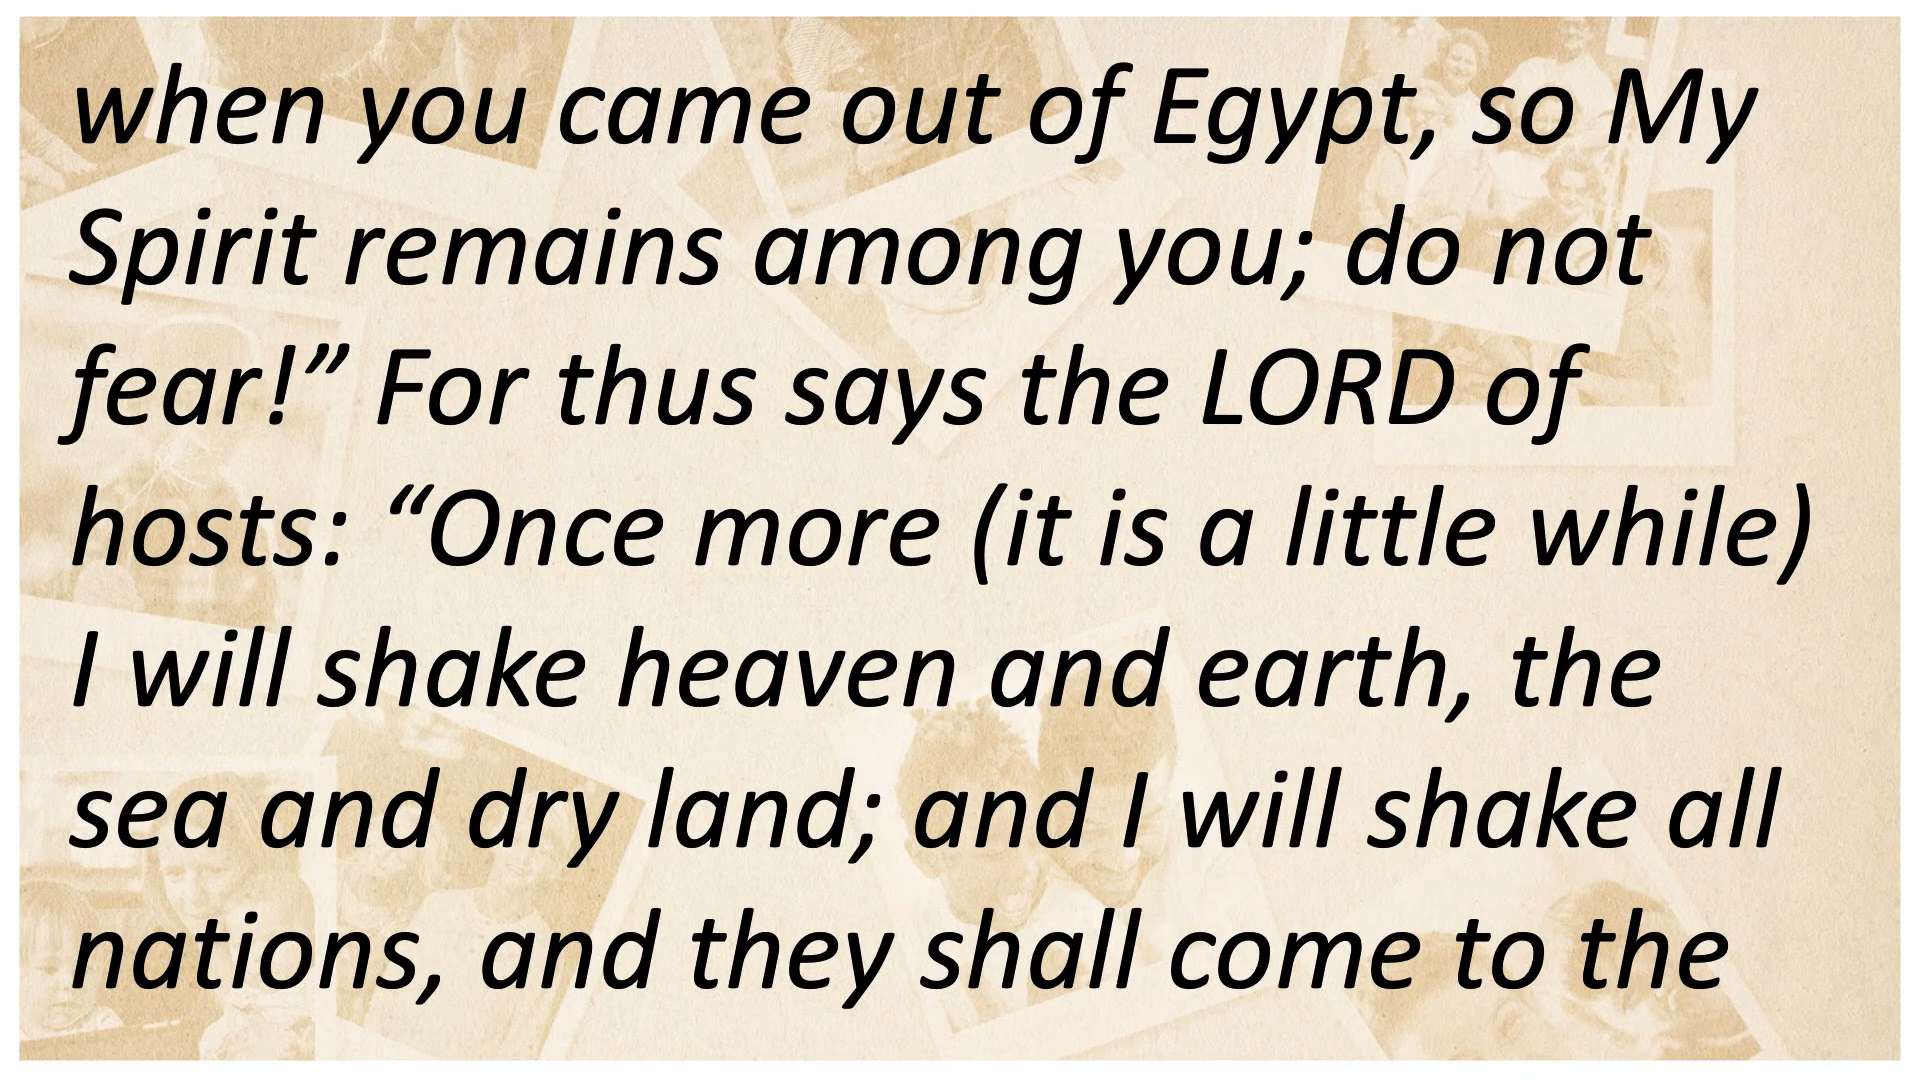 when you came out of Egypt, so My
Spirit remains among you; do not
fear!” For thus says the LORD of
hosts: “Once more (it is a little while)
I will shake heaven and earth, the
sea and dry land; and I will shake all
nations, and they shall come to the